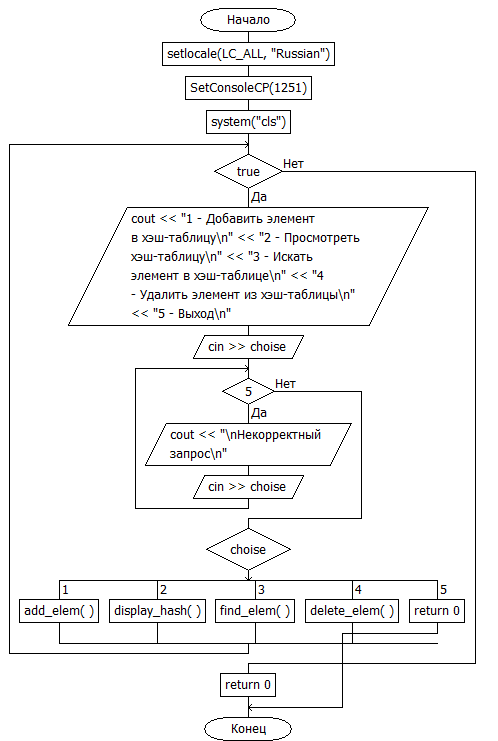 Начало
setlocale(LC_ALL, "Russian")
SetConsoleCP(1251)
system("cls")
true
Нет
Да
cout << "1 - Добавить элемент
в хэш-таблицу\n" << "2 - Просмотреть
хэш-таблицу\n" << "3 - Искать
элемент в хэш-таблице\n" << "4
- Удалить элемент из хэш-таблицы\n"
<< "5 - Выход\n"
cin >> choise
5
Нет
Да
cout << "\nНекорректный
запрос\n"
cin >> choise
choise
1 2 3 4 5
add_elem( ) display_hash( ) find_elem( ) delete_elem( ) return 0
return 0
Конец